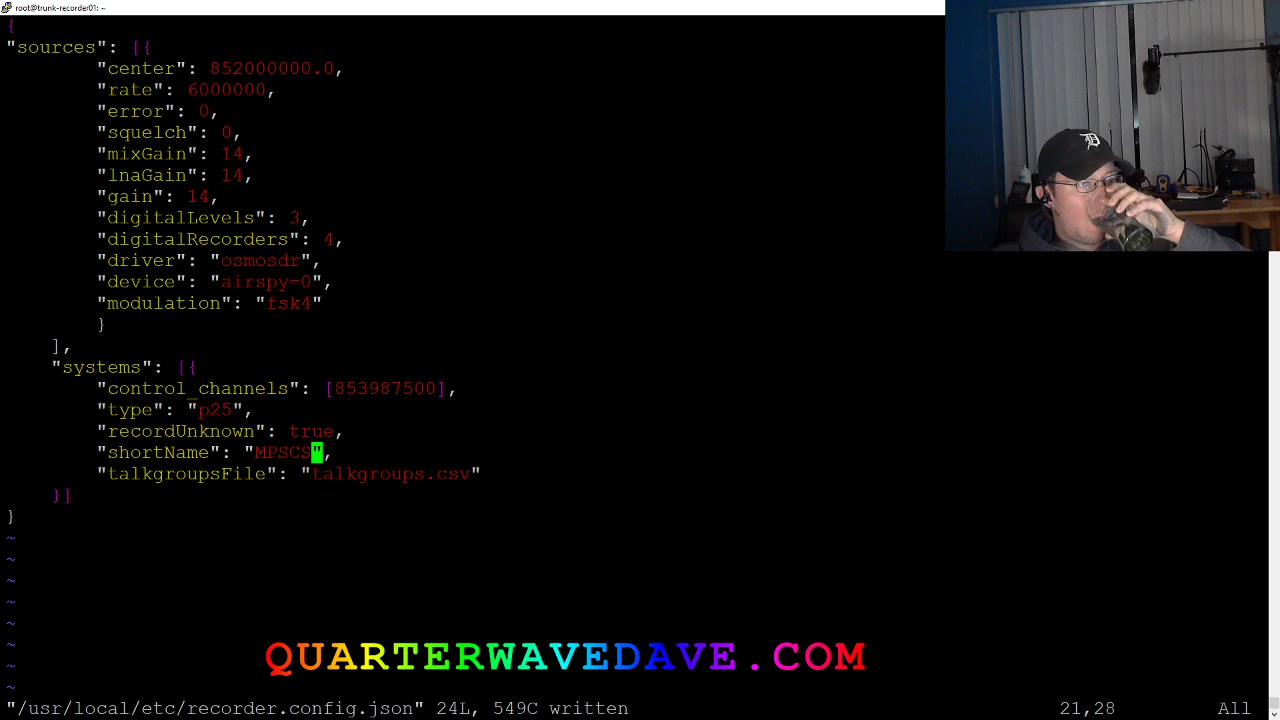 root@trunk-recorder01: ~
{
"sources": [{
        "center": 852000000.0,
        "rate": 6000000,
        "error": 0,
        "squelch": 0,
        "mixGain": 14,
        "lnaGain": 14,
        "gain": 14,
        "digitalLevels": 3,
        "digitalRecorders": 4,
        "driver": "osmosdr",
        "device": "airspy=0",
        "modulation": "fsk4"
        }
    ],
    "systems": [{
        "control_channels": [853987500],
        "type": "p25",
        "recordUnknown": true,
        "shortName": "MPSCS",
        "talkgroupsFile": "talkgroups.csv"
    }]
}
~
~
~
~
~
~
~
~
QUARTERWAVEDAVE.COM
"/usr/local/etc/recorder.config.json" 24L, 549C written 21,28 All